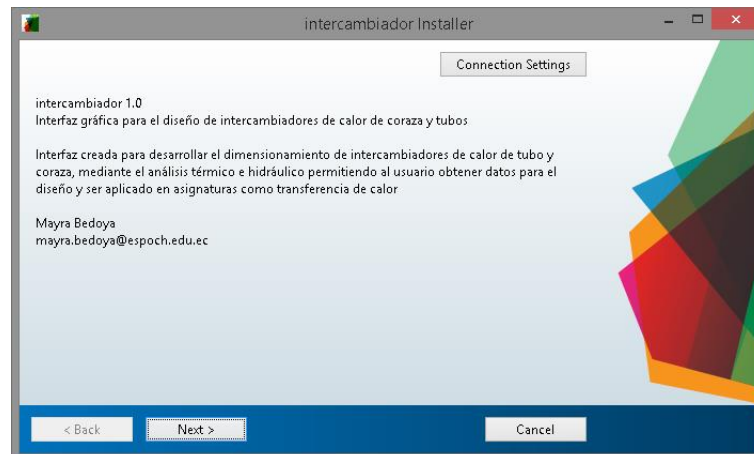 intercambiador Installer
Connection Settings
intercambiador 1.0
Interfaz gráfica para el diseño de intercambiadores de calor de coraza y tubos
Interfaz creada para desarrollar el dimensionamiento de intercambiadores de calor de tubo y
coraza, mediante el análisis térmico e hidráulico permitiendo al usuario obtener datos para el
diseño y ser aplicado en asignaturas como transferencia de calor
Mayra Bedoya
mayra.bedoya@espoch.edu.ec
< Back
Next >
Cancel